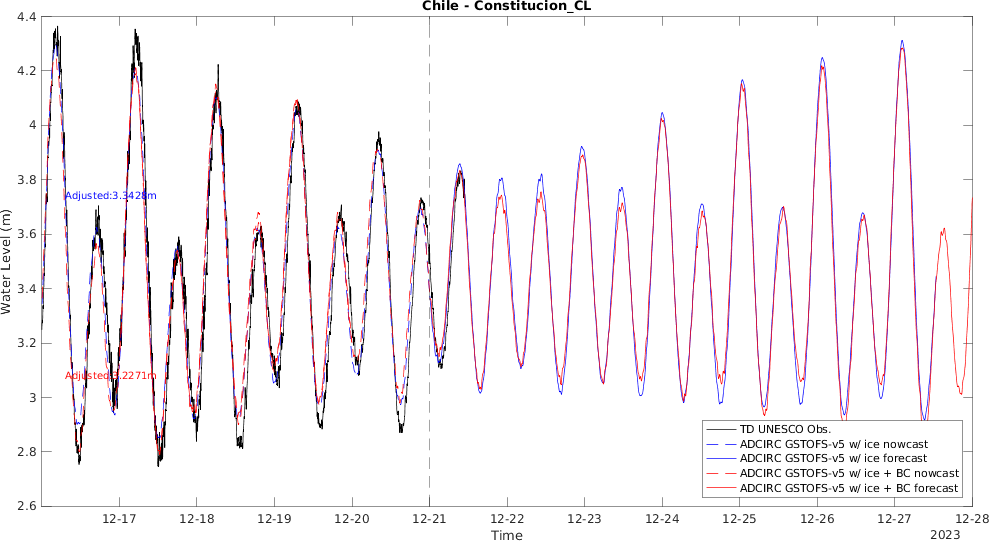 Chile - Constitucion_CL
4.4
4.2
4
3.8
3.6
3.4
3.2
3
2.8
2.6
Water Level (m)
Adjusted:3.3428m
Adjusted:3.2271m
TD UNESCO Obs.
ADCIRC GSTOFS-v5 w/ ice nowcast
ADCIRC GSTOFS-v5 w/ ice forecast
ADCIRC GSTOFS-v5 w/ ice + BC nowcast
ADCIRC GSTOFS-v5 w/ ice + BC forecast
12-17 12-18 12-19 12-20 12-21 12-22 12-23 12-24 12-25 12-26 12-27 12-28
Time
2023